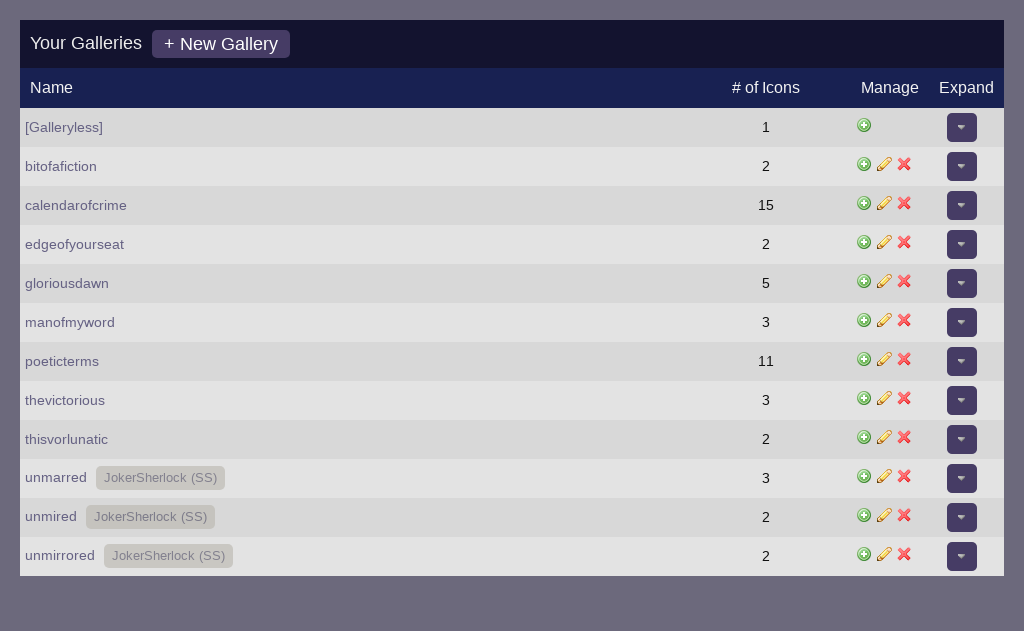 Your Galleries + New Gallery
Name # of Icons Manage Expand
[Galleryless] 1
bitofafiction 2
calendarofcrime 15
edgeofyourseat 2
gloriousdawn 5
manofmyword 3
poeticterms 11
thevictorious 3
thisvorlunatic 2
unmarred JokerSherlock (SS) 3
unmired JokerSherlock (SS) 2
unmirrored JokerSherlock (SS) 2